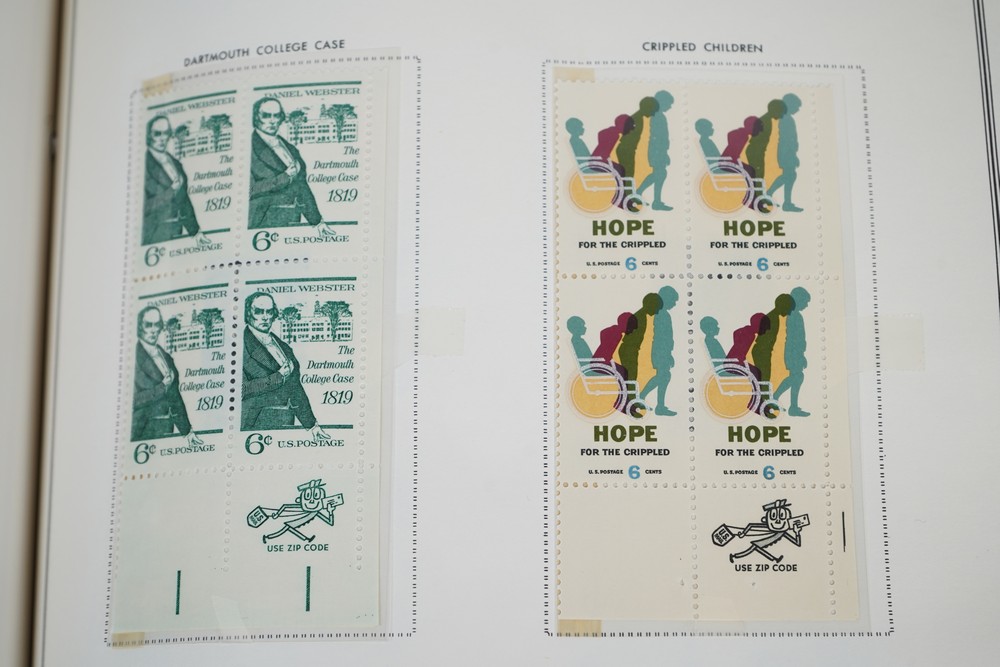 DARTMOUTH COLLEGE CASE
DANIEL WEBSTER
The
Dartmouth
College Case
1819
6¢ U.S. POSTAGE
DANIEL WEBSTER
The
Dartmouth
College Case
1819
6¢ U.S. POSTAGE
DANIEL WEBSTER
The
Dartmouth
College Case
1819
6¢ U.S. POSTAGE
DANIEL WEBSTER
The
Dartmouth
College Case
1819
6¢ U.S. POSTAGE
USE ZIP CODE
CRIPPLED CHILDREN
HOPE
FOR THE CRIPPLED
U.S. POSTAGE 6 CENTS
HOPE
FOR THE CRIPPLED
U.S. POSTAGE 6 CENTS
HOPE
FOR THE CRIPPLED
U.S. POSTAGE 6 CENTS
HOPE
FOR THE CRIPPLED
U.S. POSTAGE 6 CENTS
USE ZIP CODE